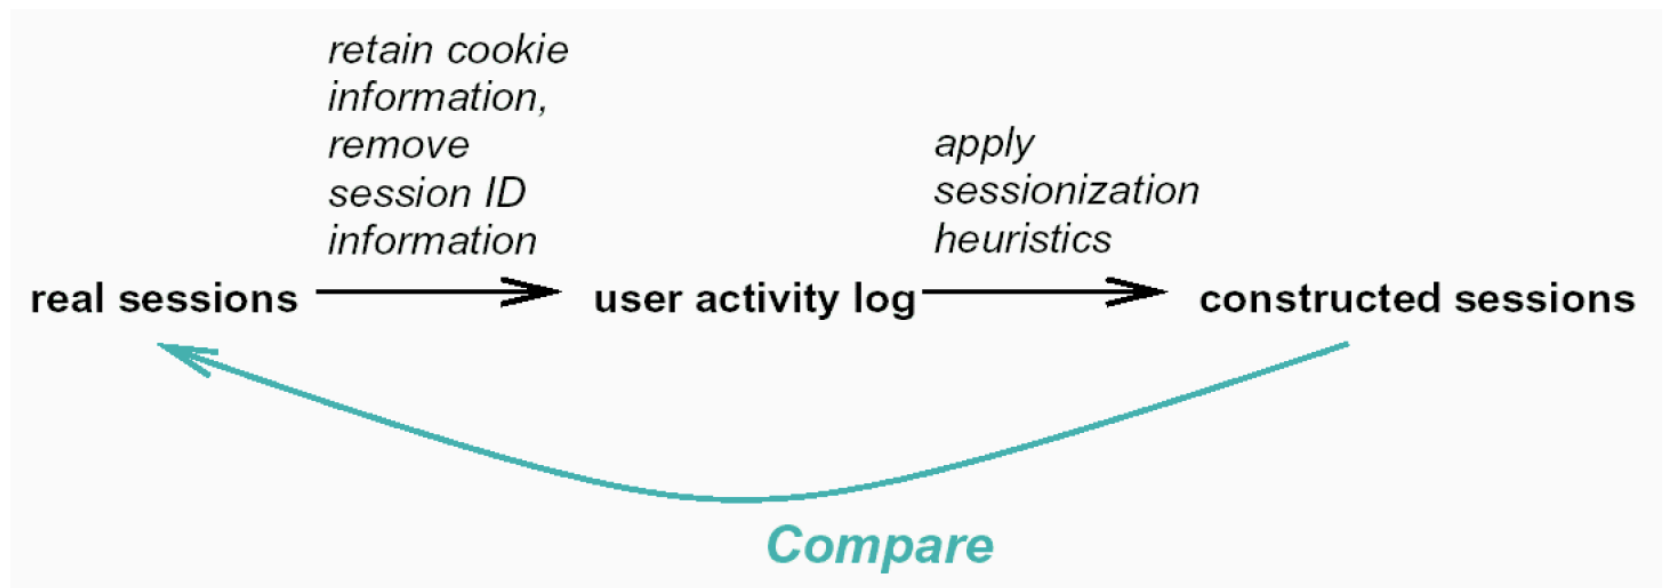 retain cookie
information,
remove
session ID
information
apply
sessionization
heuristics
real sessions
user activity log
constructed sessions
Compare